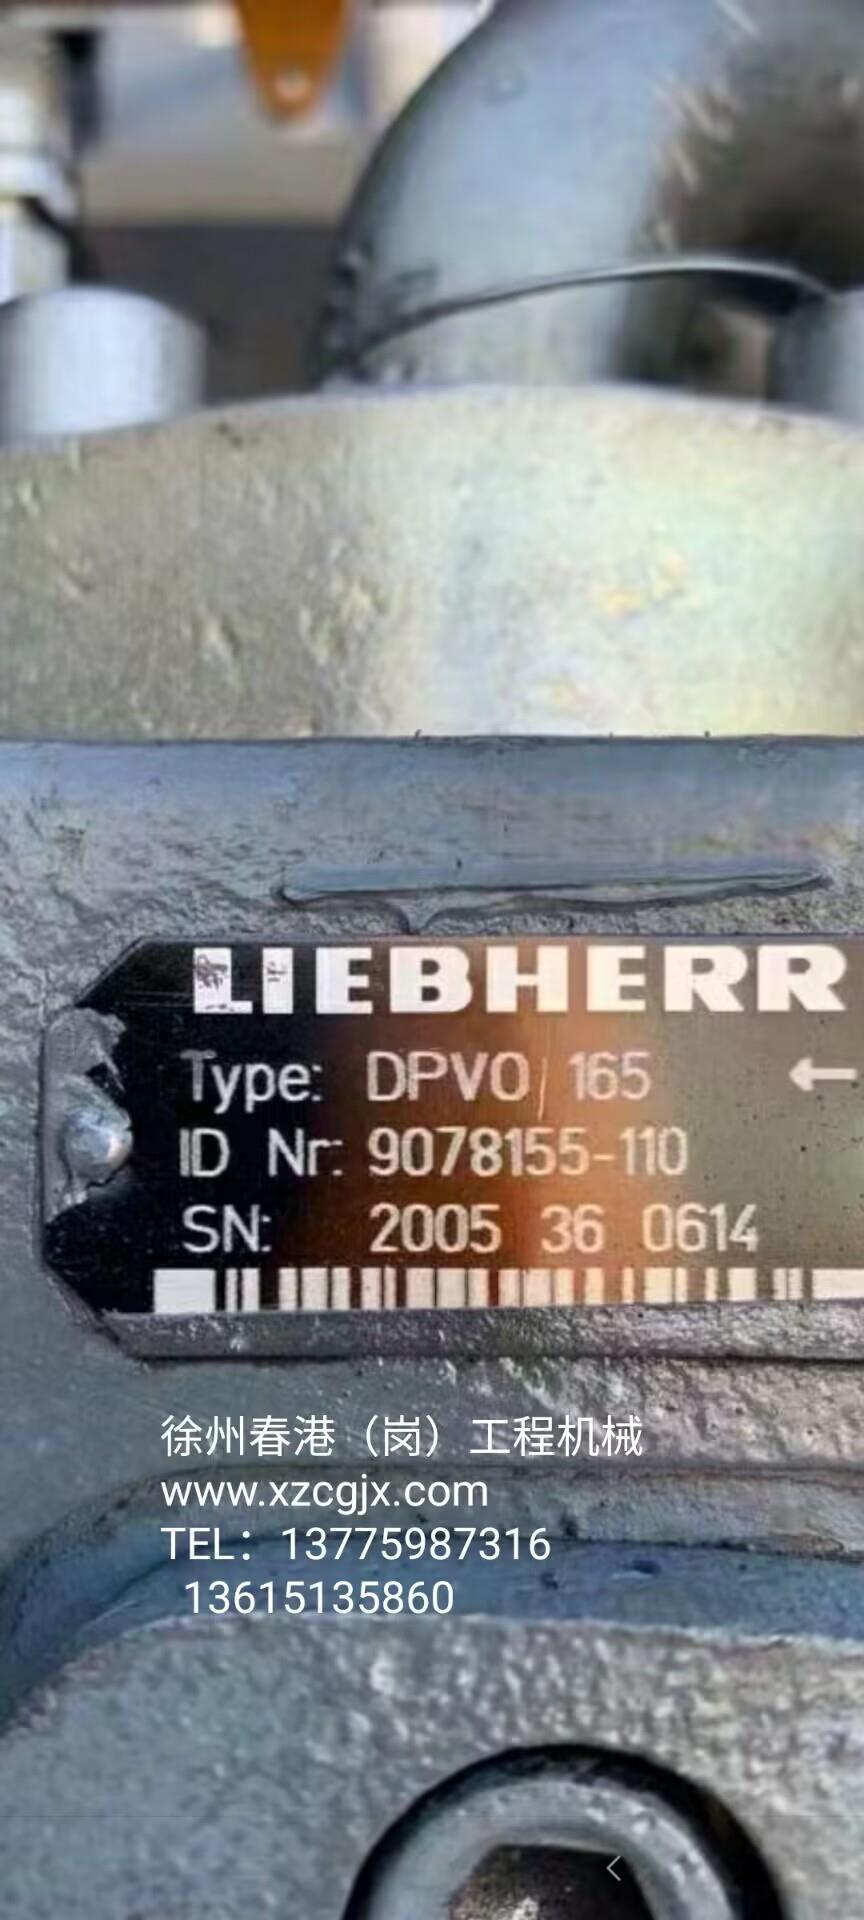 LIEBHERR
Type: DPVO 165 ←
ID Nr: 9078155-110
SN: 2005 36 0614
徐州春港（岗）工程机械
www.xzcgjx.com
TEL：13775987316
13615135860